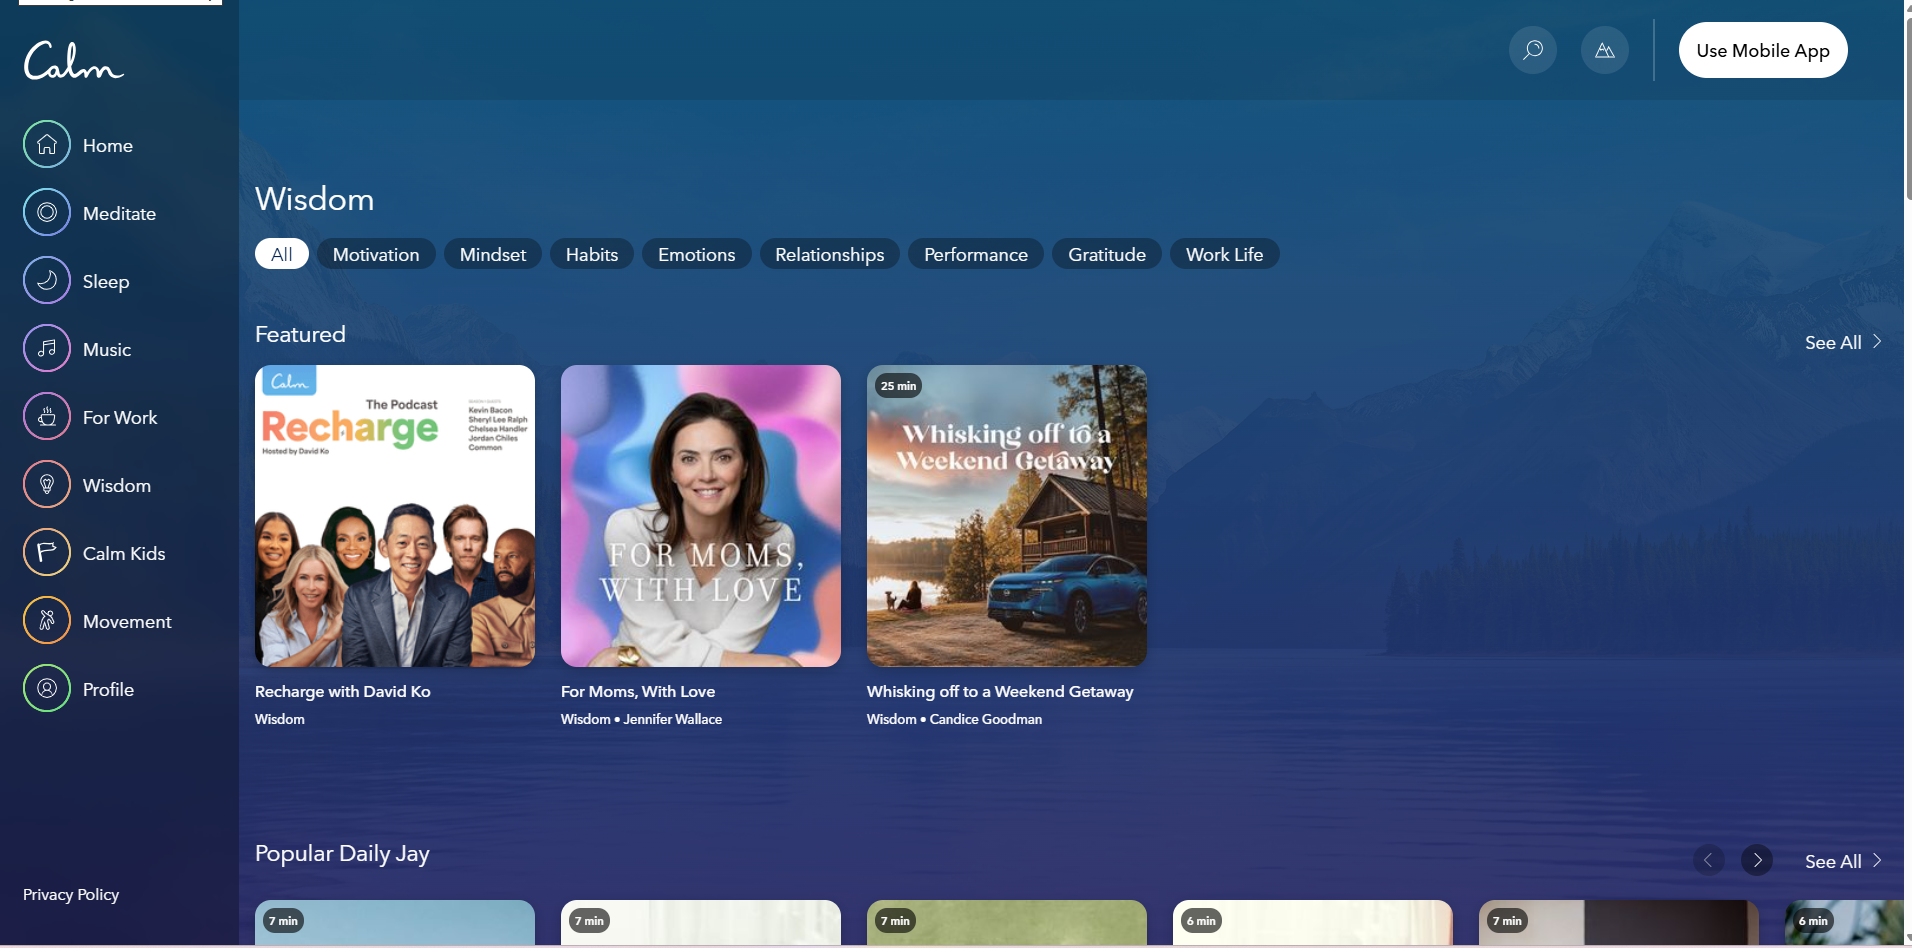 Calm
Home
Meditate
Sleep
Music
For Work
Wisdom
Calm Kids
Movement
Profile
Privacy Policy
Use Mobile App
Wisdom
All
Motivation
Mindset
Habits
Emotions
Relationships
Performance
Gratitude
Work Life
Featured
See All
Calm
The Podcast
Recharge
Hosted by David Ko
Kevin Bacon
Sheryl Lee Ralph
Chelsea Handler
Jordan Chiles
Common
Recharge with David Ko
Wisdom
FOR MOMS,
WITH LOVE
For Moms, With Love
Wisdom • Jennifer Wallace
25 min
Whisking off to a
Weekend Getaway
Whisking off to a Weekend Getaway
Wisdom • Candice Goodman
Popular Daily Jay
See All
7 min
7 min
7 min
6 min
7 min
6 min